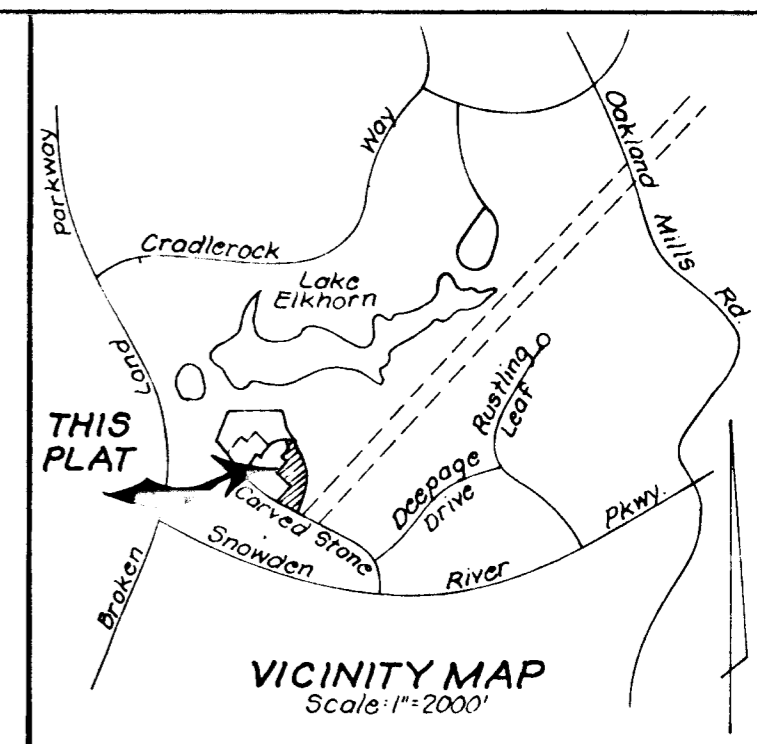 Parkway
Way
Oakland Mills Rd.
Cradlerock
Lake
Elkhorn
Land
Rustling
Leaf
THIS
PLAT
Deepage
Drive
Carved Stone
Pkwy.
Snowden
River
Broken
VICINITY MAP
Scale: 1"=2000'